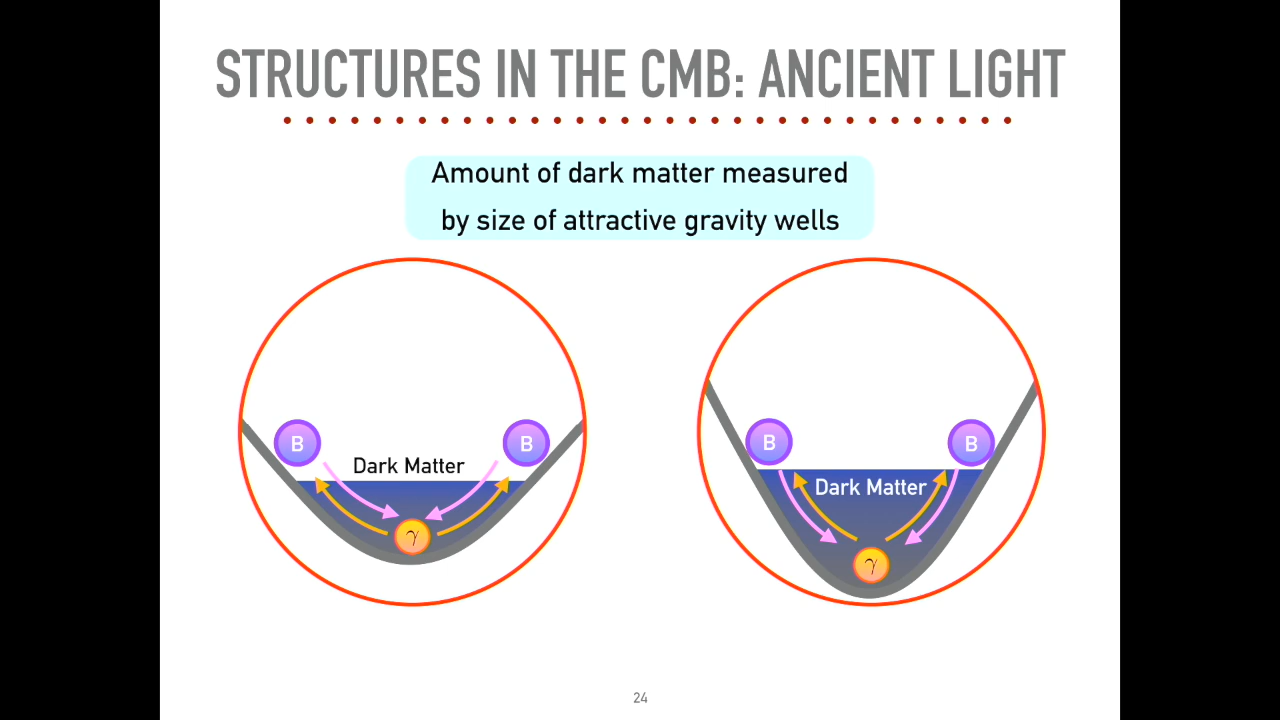 STRUCTURES IN THE CMB: ANCIENT LIGHT
Amount of dark matter measured
by size of attractive gravity wells
B
B
Dark Matter
γ
B
B
Dark Matter
γ
24